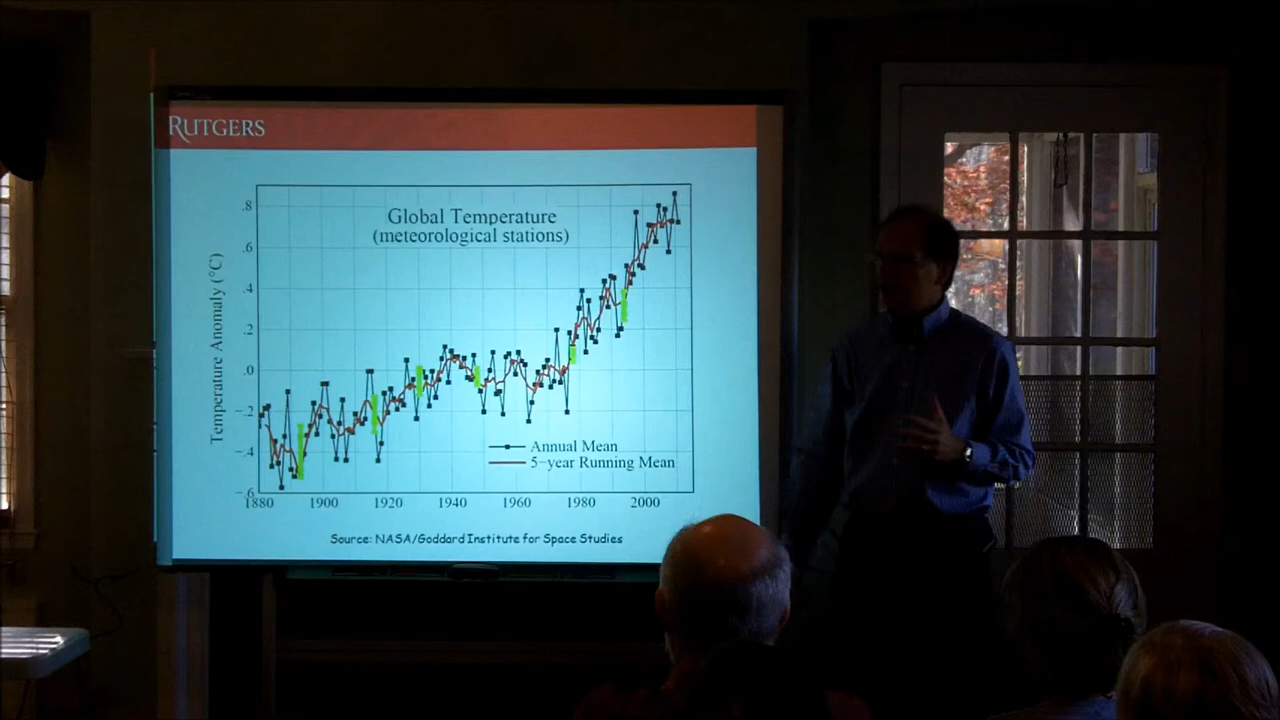 RUTGERS
Global Temperature
(meteorological stations)
.8
.6
.4
.2
.0
-.2
-.4
-.6
Temperature Anomaly (°C)
Annual Mean
5-year Running Mean
1880 1900 1920 1940 1960 1980 2000
Source: NASA/Goddard Institute for Space Studies